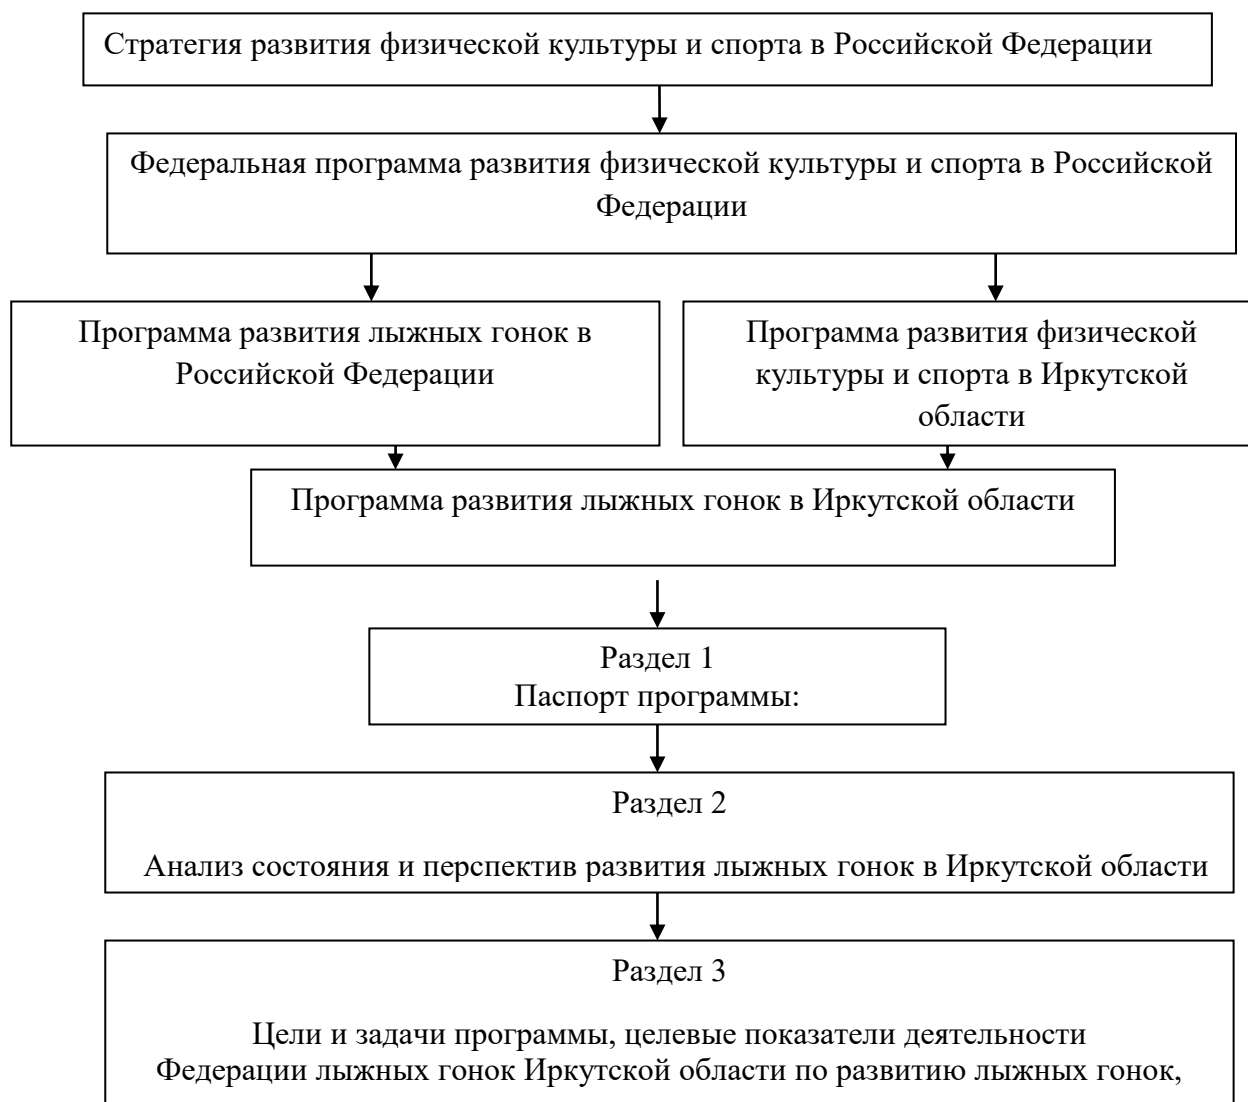 Стратегия развития физической культуры и спорта в Российской Федерации
Федеральная программа развития физической культуры и спорта в Российской
Федерации
Программа развития лыжных гонок в
Российской Федерации
Программа развития физической
культуры и спорта в Иркутской
области
Программа развития лыжных гонок в Иркутской области
Раздел 1
Паспорт программы:
Раздел 2
Анализ состояния и перспектив развития лыжных гонок в Иркутской области
Раздел 3
Цели и задачи программы, целевые показатели деятельности
Федерации лыжных гонок Иркутской области по развитию лыжных гонок,